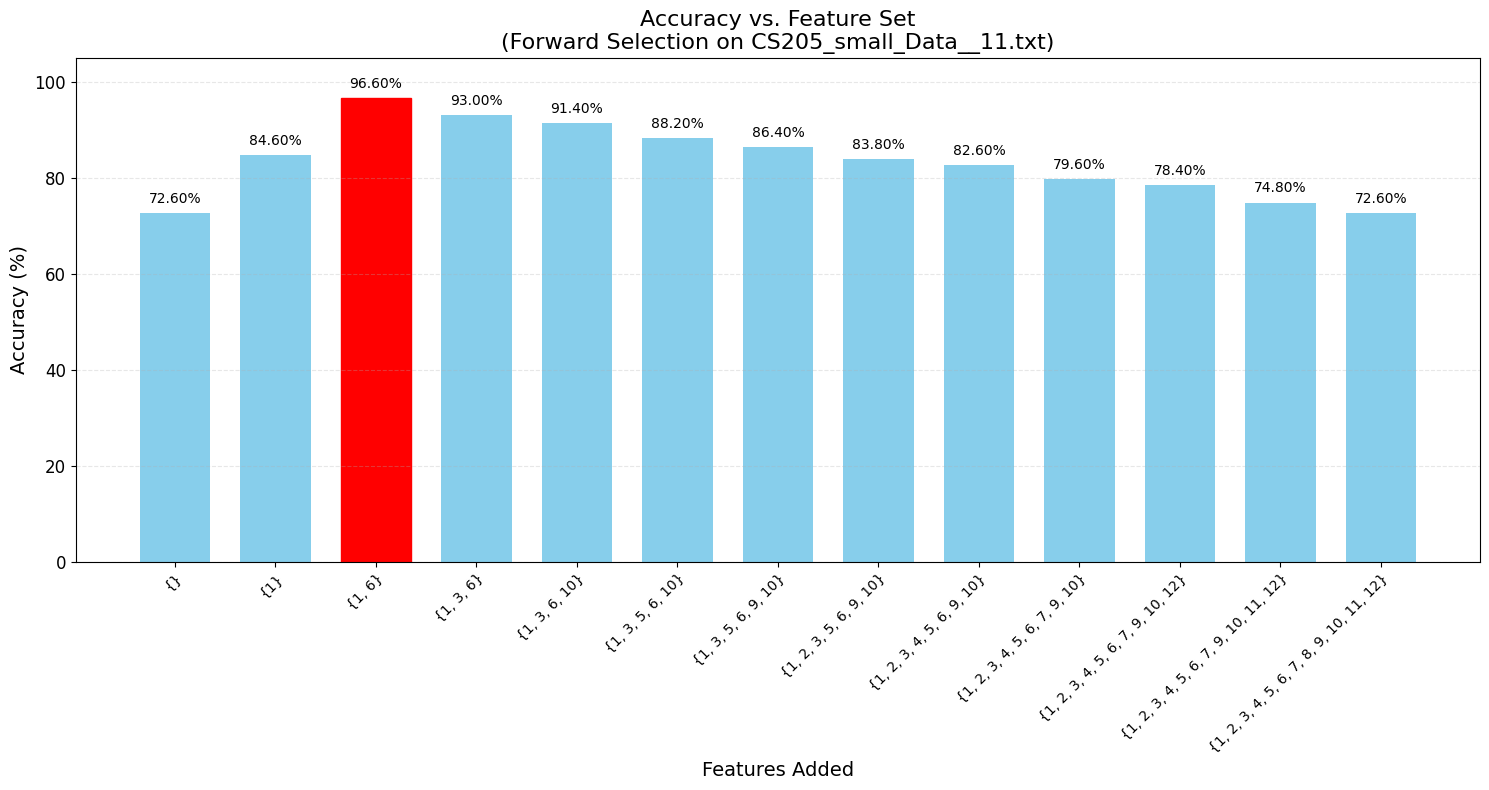 Accuracy vs. Feature Set
(Forward Selection on CS205_small_Data__11.txt)
Accuracy (%)
100
80
60
40
20
0
72.60%
84.60%
96.60%
93.00%
91.40%
88.20%
86.40%
83.80%
82.60%
79.60%
78.40%
74.80%
72.60%
{}
{1}
{1, 6}
{1, 3, 6}
{1, 3, 6, 10}
{1, 3, 5, 6, 10}
{1, 3, 5, 6, 9, 10}
{1, 2, 3, 5, 6, 9, 10}
{1, 2, 3, 4, 5, 6, 9, 10}
{1, 2, 3, 4, 5, 6, 7, 9, 10}
{1, 2, 3, 4, 5, 6, 7, 9, 10, 12}
{1, 2, 3, 4, 5, 6, 7, 9, 10, 11, 12}
{1, 2, 3, 4, 5, 6, 7, 8, 9, 10, 11, 12}
Features Added